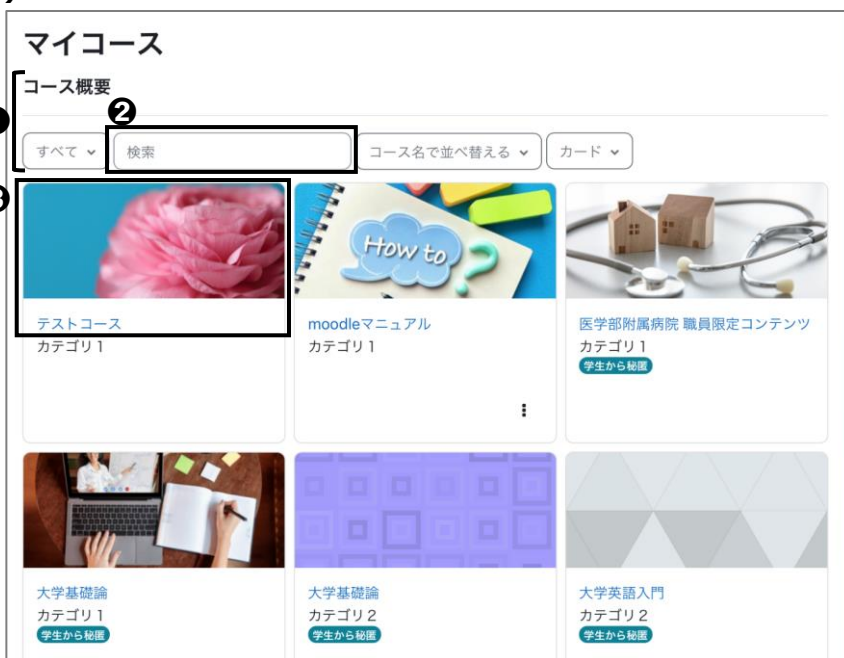 マイコース
コース概要
❷
すべて
検索
コース名で並べ替える
カード
How to ?
テストコース
カテゴリ1
moodleマニュアル
カテゴリ1
医学部附属病院 職員限定コンテンツ
カテゴリ1
学生から秘匿
大学基礎論
カテゴリ1
学生から秘匿
大学基礎論
カテゴリ2
学生から秘匿
大学英語入門
カテゴリ2
学生から秘匿